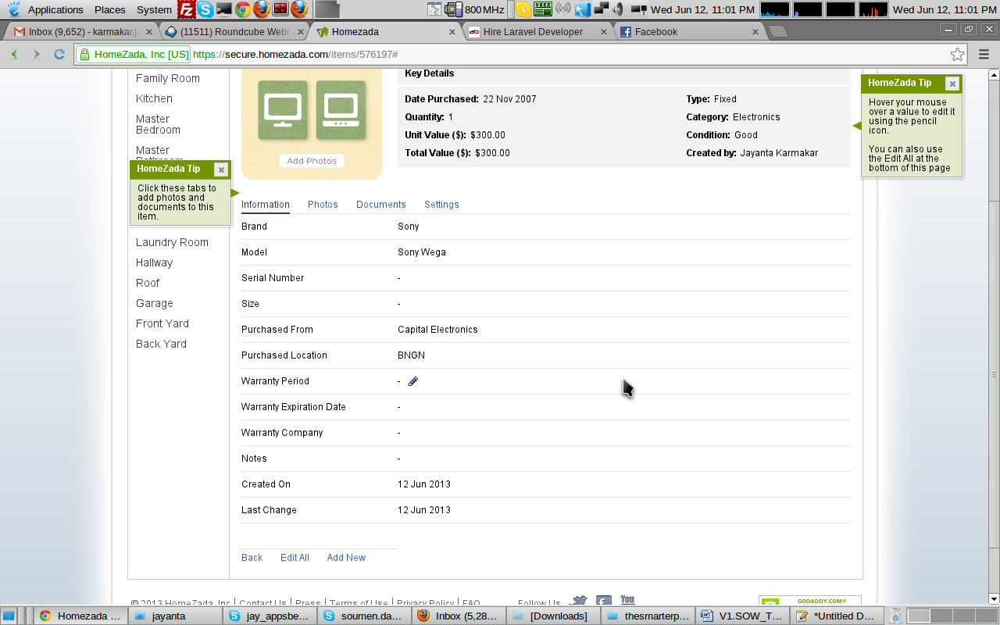 Applications Places System 800 MHz Wed Jun 12, 11:01 PM Wed Jun 12, 11:01 PM
Inbox (9,652) - karmakar.j
(11511) Roundcube Web
Homezada
Hire Laravel Developer
Facebook
HomeZada, Inc [US] https://secure.homezada.com/items/576197#
Family Room
Kitchen
Master
Bedroom
Master
HomeZada Tip
Click these tabs to
add photos and
documents to this
item.
Laundry Room
Hallway
Roof
Garage
Front Yard
Back Yard
Add Photos
Key Details
Date Purchased: 22 Nov 2007
Type: Fixed
Quantity: 1
Category: Electronics
Unit Value ($): $300.00
Condition: Good
Total Value ($): $300.00
Created by: Jayanta Karmakar
HomeZada Tip
Hover your mouse
over a value to edit it
using the pencil
icon.
You can also use
the Edit All at the
bottom of this page
Information Photos Documents Settings
Brand Sony
Model Sony Wega
Serial Number -
Size -
Purchased From Capital Electronics
Purchased Location BNGN
Warranty Period -
Warranty Expiration Date -
Warranty Company -
Notes -
Created On 12 Jun 2013
Last Change 12 Jun 2013
Back Edit All Add New
© 2013 HomeZada, Inc | Contact Us | Press | Terms of Use | Privacy Policy | FAQ Follow Us You
GODADDY.COM®
Homezada ... jayanta jay_appsbe... soumen.da... Inbox (5,28... [Downloads] thesmarterp... V1.SOW_T... *Untitled D...